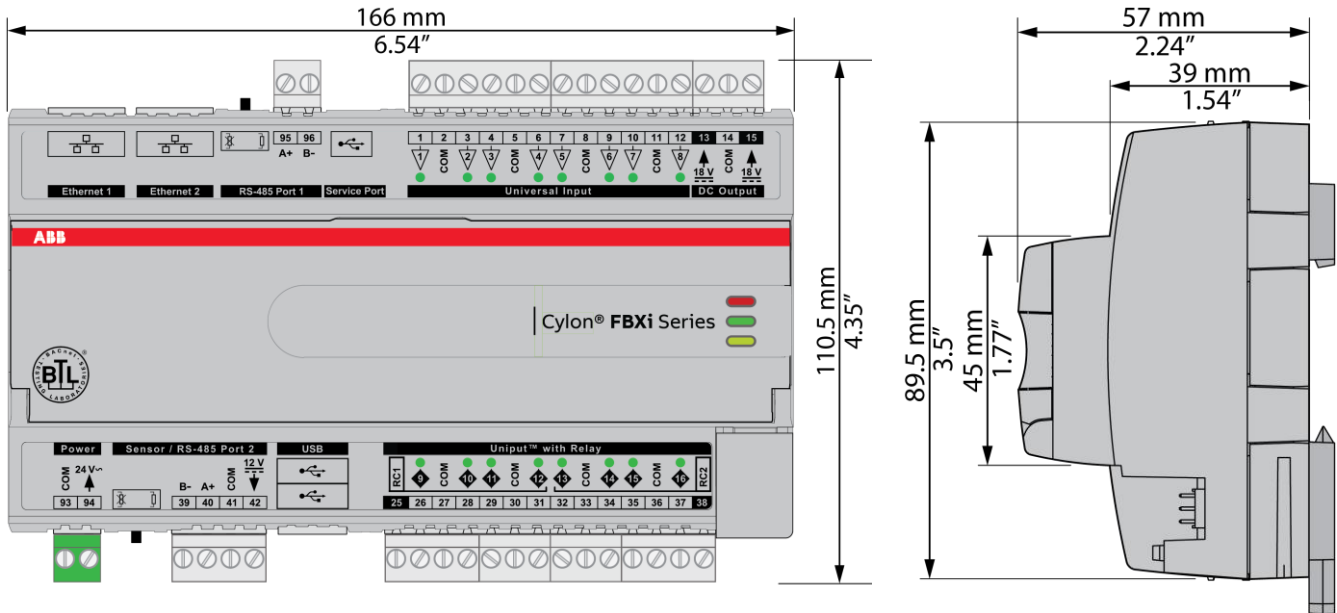 166 mm
6.54″
57 mm
2.24″
39 mm
1.54″
95 96
A+ B-
1 2 3 4 5 6 7 8 9 10 11 12 13 14 15
1 COM 2 3 COM 4 5 COM 6 7 COM 8 18 V COM 18 V
Ethernet 1 Ethernet 2 RS-485 Port 1 Service Port Universal Input DC Output
ABB
Cylon® FBXi Series
110.5 mm
4.35″
89.5 mm
3.5″
45 mm
1.77″
BACnet TESTING LABORATORIES
BTL®
Power Sensor / RS-485 Port 2 USB Uniput™ with Relay
COM 24 V~ B- A+ COM 12 V
RC1 9 COM 10 11 COM 12 13 COM 14 15 COM 16 RC2
93 94 39 40 41 42 25 26 27 28 29 30 31 32 33 34 35 36 37 38